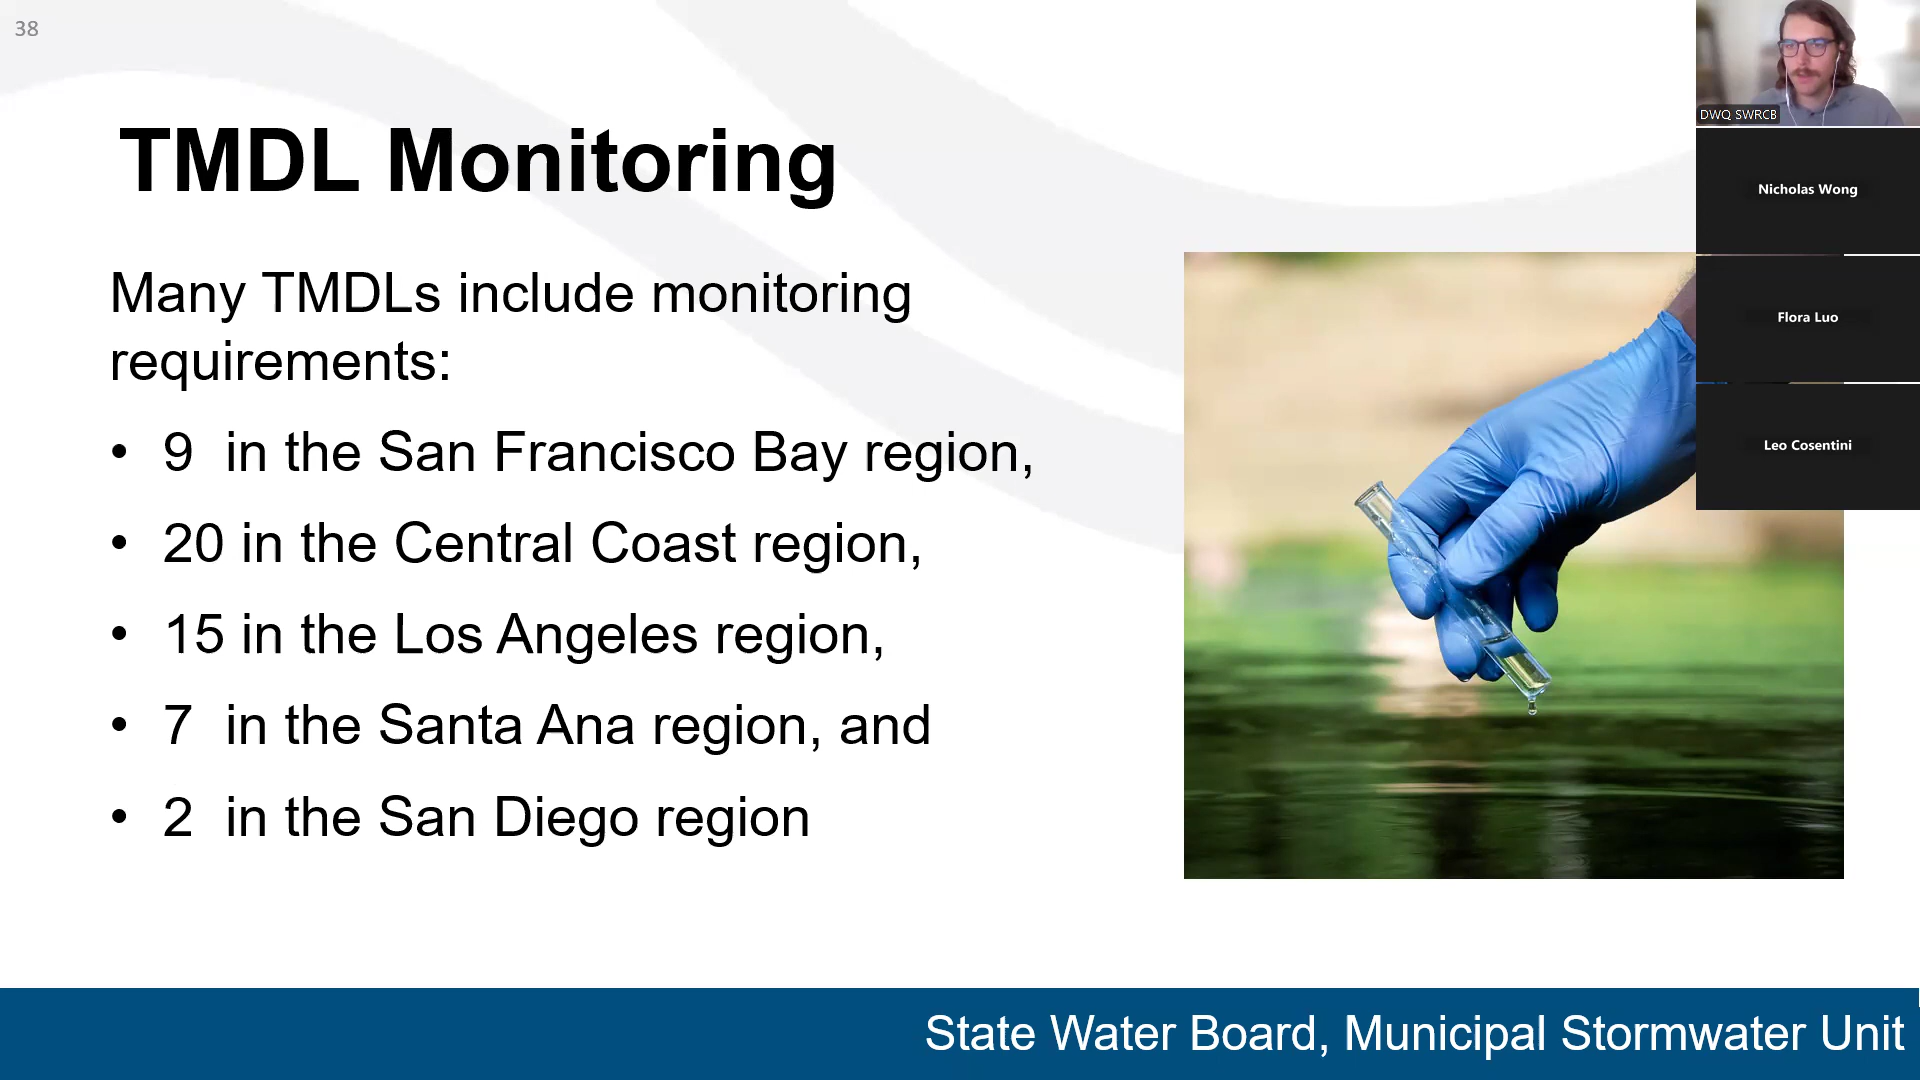 38
TMDL Monitoring
Many TMDLs include monitoring
requirements:
• 9 in the San Francisco Bay region,
• 20 in the Central Coast region,
• 15 in the Los Angeles region,
• 7 in the Santa Ana region, and
• 2 in the San Diego region
State Water Board, Municipal Stormwater Unit
DWQ SWRCB
Nicholas Wong
Flora Luo
Leo Cosentini